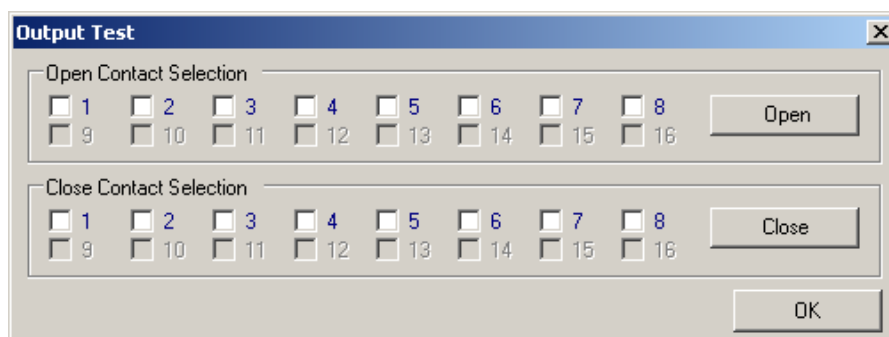 Output Test
Open Contact Selection
1 2 3 4 5 6 7 8
Open
9 10 11 12 13 14 15 16
Close Contact Selection
1 2 3 4 5 6 7 8
Close
9 10 11 12 13 14 15 16
OK